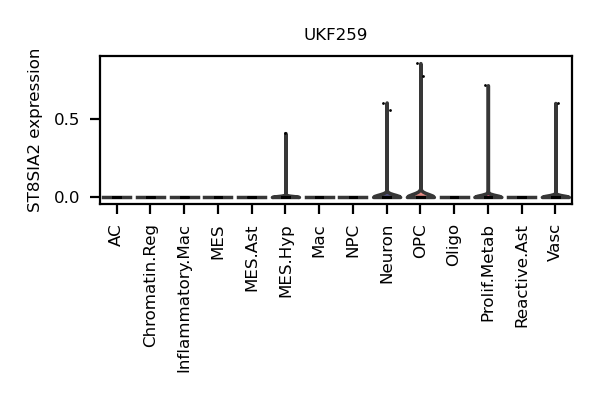 UKF259
ST8SIA2 expression
0.5
0.0
AC
Chromatin.Reg
Inflammatory.Mac
MES
MES.Ast
MES.Hyp
Mac
NPC
Neuron
OPC
Oligo
Prolif.Metab
Reactive.Ast
Vasc